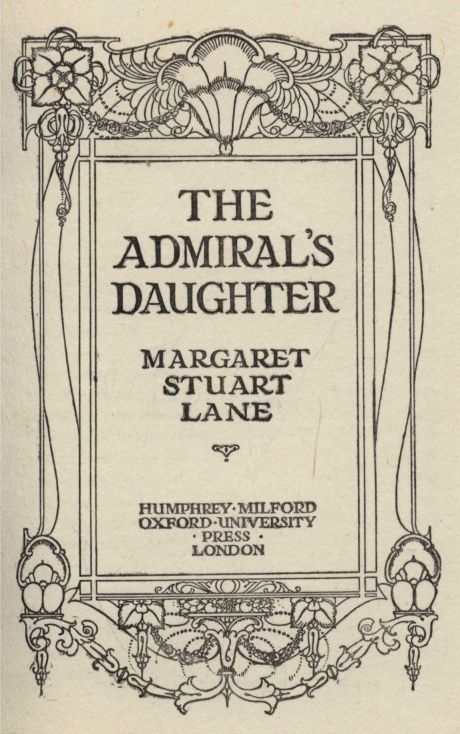 THE
ADMIRAL'S
DAUGHTER
MARGARET
STUART
LANE
HUMPHREY·MILFORD
OXFORD·UNIVERSITY
·PRESS·
LONDON